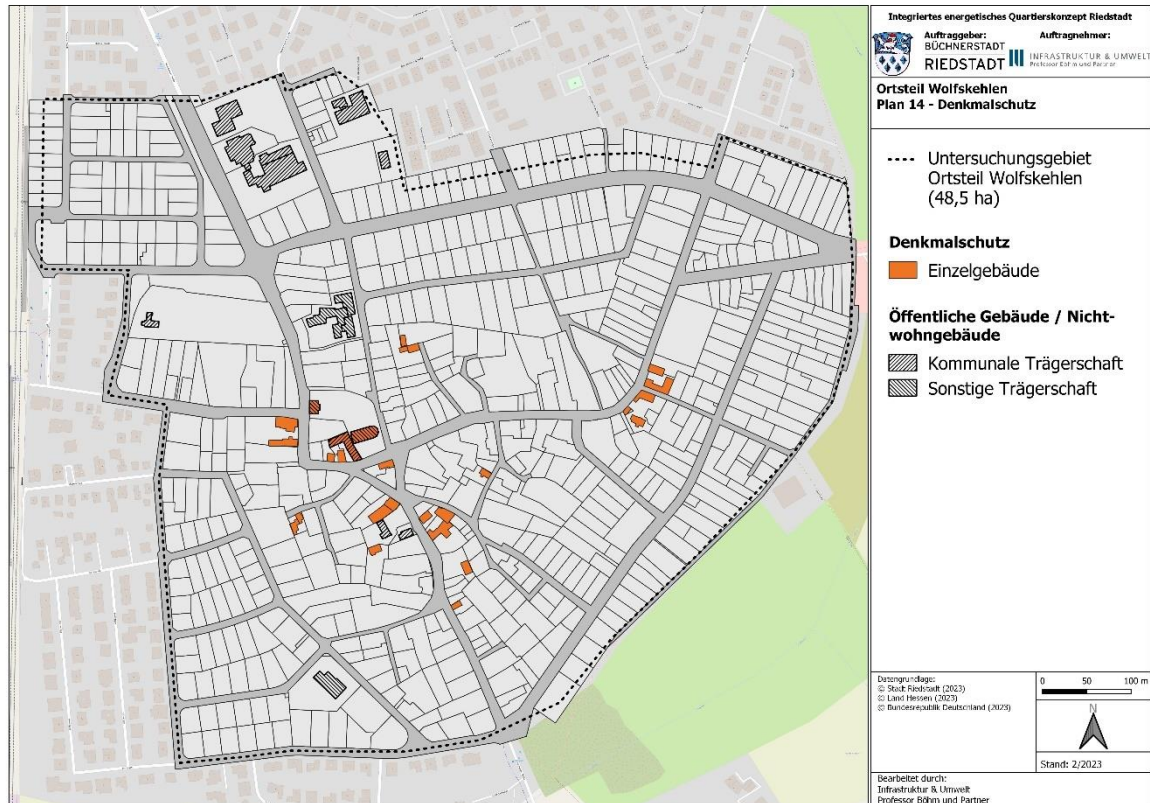 Integriertes energetisches Quartierskonzept Riedstadt
Auftraggeber:
Auftragnehmer:
BÜCHNERSTADT
RIEDSTADT
INFRASTRUKTUR & UMWELT
Professor Böhm und Partner
Ortsteil Wolfskehlen
Plan 14 - Denkmalschutz
Untersuchungsgebiet
Ortsteil Wolfskehlen
(48,5 ha)
Denkmalschutz
Einzelgebäude
Öffentliche Gebäude / Nicht-
wohngebäude
Kommunale Trägerschaft
Sonstige Trägerschaft
Datengrundlage:
© Stadt Riedstadt (2023)
© Land Hessen (2023)
© Bundesrepublik Deutschland (2023)
0 50 100 m
N
Stand: 2/2023
Bearbeitet durch:
Infrastruktur & Umwelt
Professor Böhm und Partner